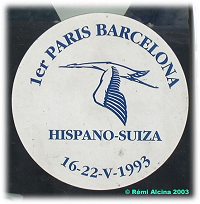 1er PARIS BARCELONA
HISPANO-SUIZA
16-22-V-1993
© Rémi Alcina 2003